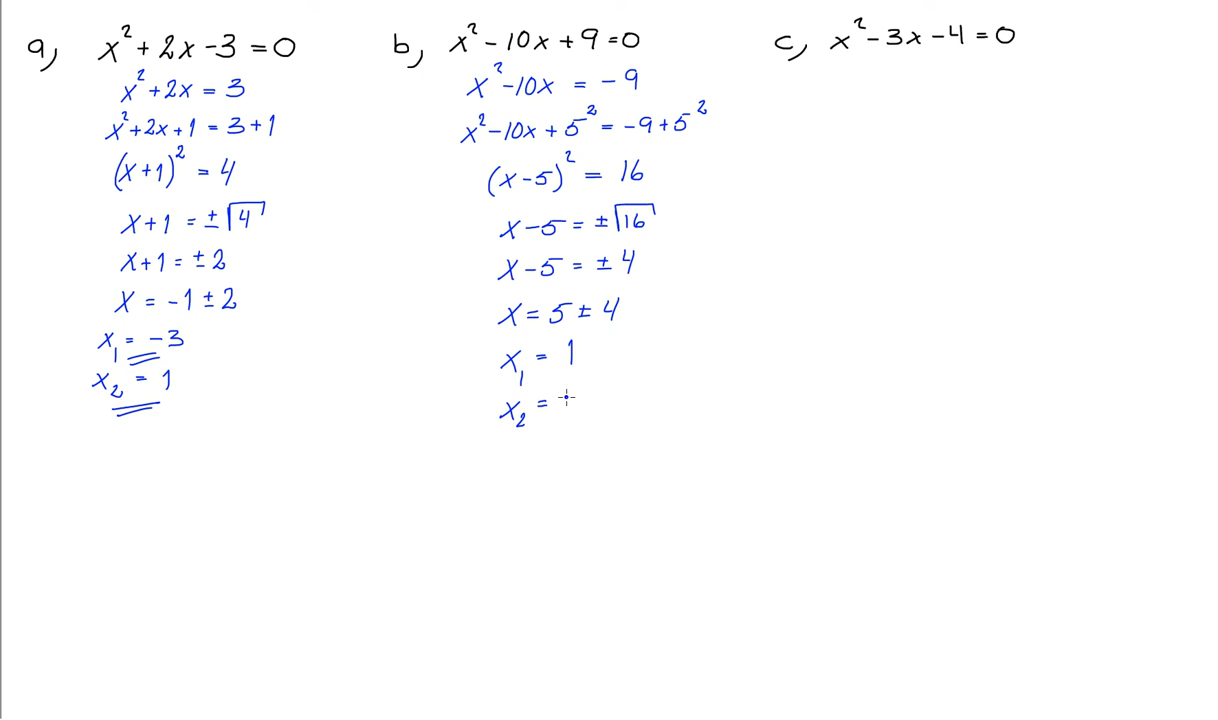 a) x² + 2x - 3 = 0
x² + 2x = 3
x² + 2x + 1 = 3 + 1
(x + 1)² = 4
x + 1 = ± √4
x + 1 = ± 2
x = -1 ± 2
x₁ = -3
x₂ = 1
b) x² - 10x + 9 = 0
x² - 10x = -9
x² - 10x + 5² = -9 + 5²
(x - 5)² = 16
x - 5 = ± √16
x - 5 = ± 4
x = 5 ± 4
x₁ = 1
x₂ =
c) x² - 3x - 4 = 0